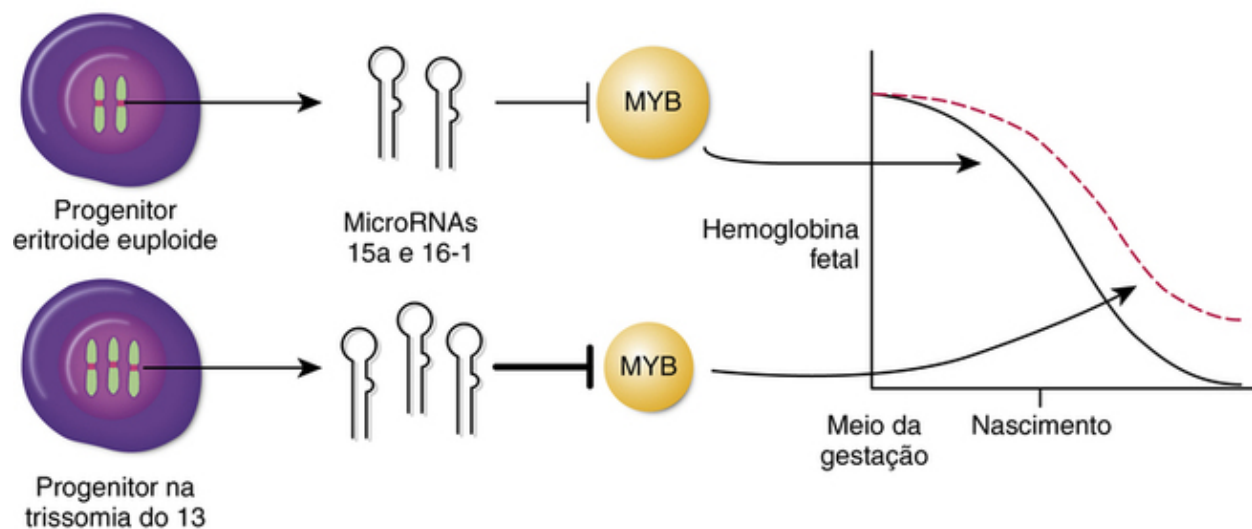 Progenitor
eritroide euploide
MicroRNAs
15a e 16-1
MYB
Hemoglobina
fetal
Meio da
gestação
Nascimento
Progenitor na
trissomia do 13
MYB